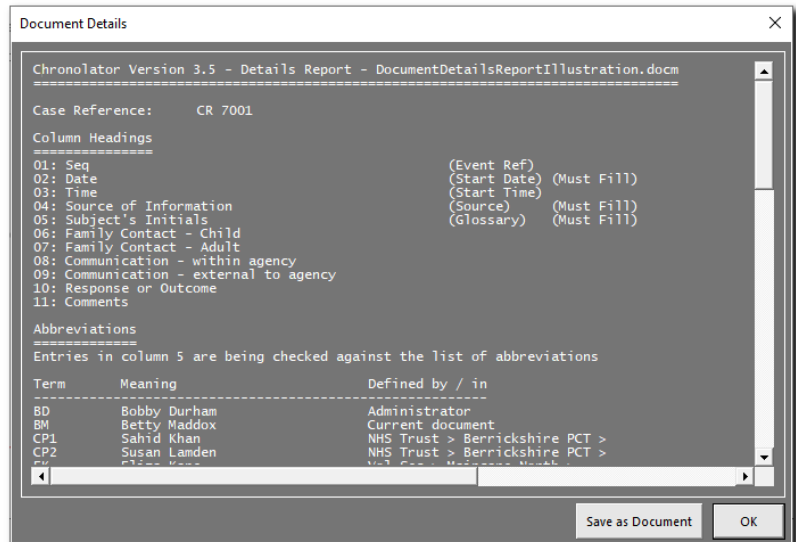 Document Details
Chronolator Version 3.5 - Details Report - DocumentDetailsReportIllustration.docm
=================================================================================
Case Reference: CR 7001
Column Headings
===============
01: Seq (Event Ref)
02: Date (Start Date) (Must Fill)
03: Time (Start Time)
04: Source of Information (Source) (Must Fill)
05: Subject's Initials (Glossary) (Must Fill)
06: Family Contact - Child
07: Family Contact - Adult
08: Communication - within agency
09: Communication - external to agency
10: Response or Outcome
11: Comments
Abbreviations
=============
Entries in column 5 are being checked against the list of abbreviations
Term Meaning Defined by / in
---------------------------------------------------------
BD Bobby Durham Administrator
BM Betty Maddox Current document
CP1 Sahid Khan NHS Trust > Berrickshire PCT >
CP2 Susan Lamden NHS Trust > Berrickshire PCT >
Save as Document OK